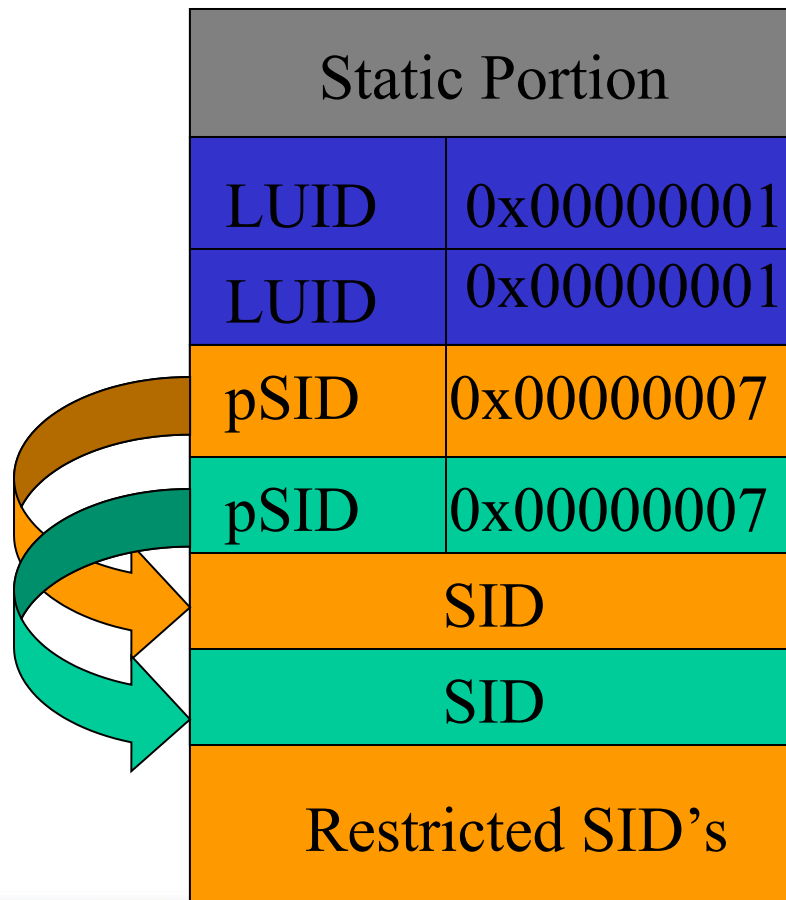 Static Portion
LUID 0x00000001
LUID 0x00000001
pSID 0x00000007
pSID 0x00000007
SID
SID
Restricted SID’s